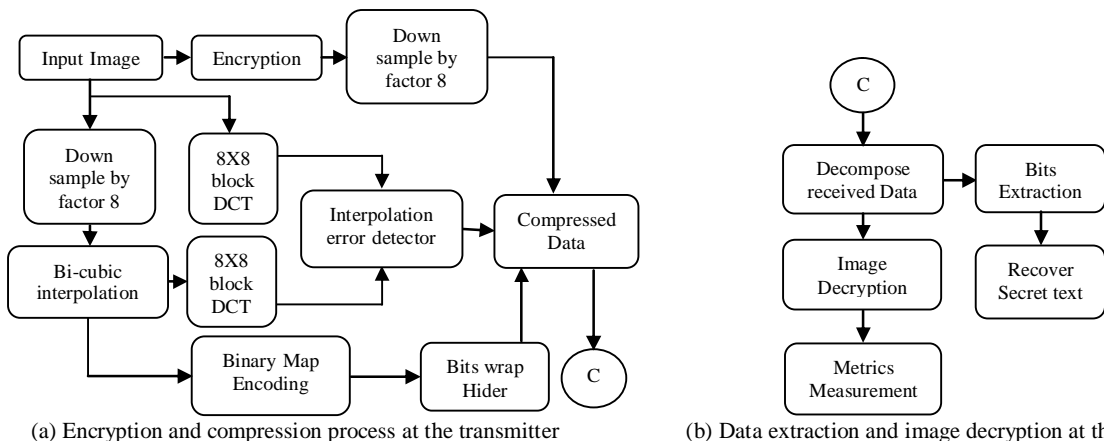 Input Image
Encryption
Down
sample by
factor 8
Down
sample by
factor 8
8X8
block
DCT
Interpolation
error detector
Compressed
Data
Bi-cubic
interpolation
8X8
block
DCT
Binary Map
Encoding
Bits wrap
Hider
C
(a) Encryption and compression process at the transmitter
C
Decompose
received Data
Bits
Extraction
Image
Decryption
Recover
Secret text
Metrics
Measurement
(b) Data extraction and image decryption at th